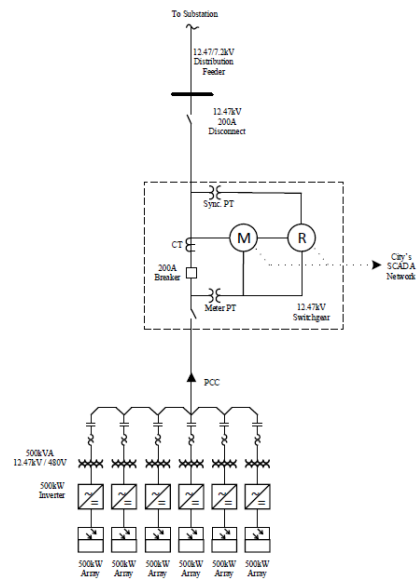 To Substation
12.47/7.2kV
Distribution
Feeder
12.47kV
200A
Disconnect
Sync. PT
M
R
CT
City's
SCADA
Network
200A
Breaker
Meter PT
12.47kV
Switchgear
PCC
500kVA
12.47kV / 480V
500kW
Inverter
500kW
Array
500kW
Array
500kW
Array
500kW
Array
500kW
Array
500kW
Array